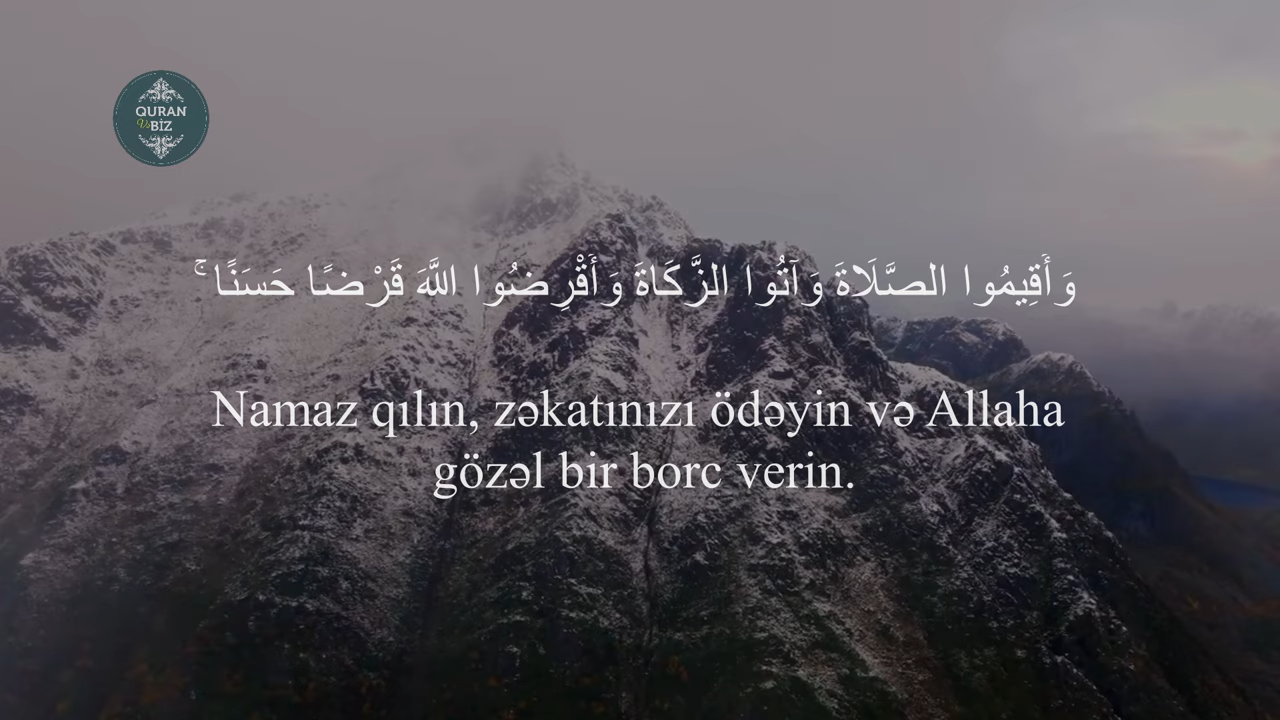 QURAN
Və
BİZ
وَأَقِيمُوا الصَّلَاةَ وَآتُوا الزَّكَاةَ وَأَقْرِضُوا اللَّهَ قَرْضًا حَسَنًا ۚ
Namaz qılın, zəkatınızı ödəyin və Allaha
gözəl bir borc verin.